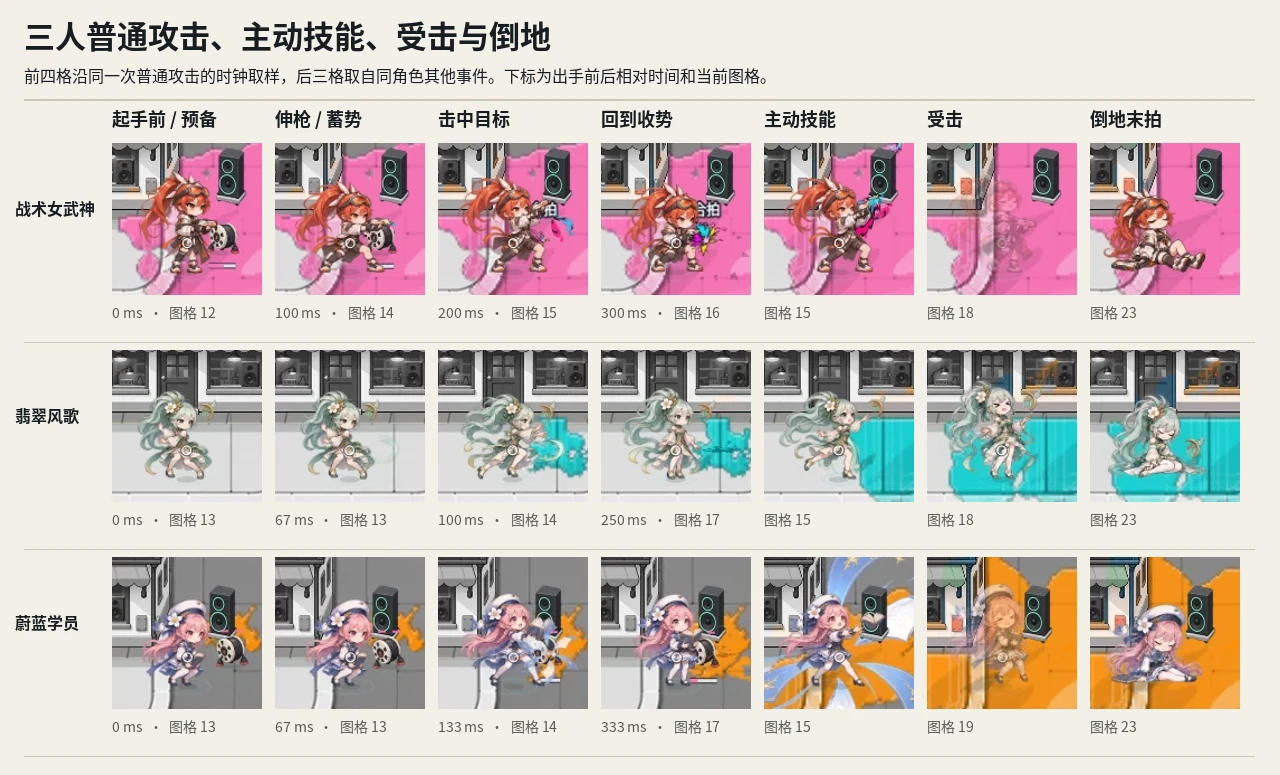 三人普通攻击、主动技能、受击与倒地
前四格沿同一次普通攻击的时钟取样，后三格取自同角色其他事件。下标为出手前后相对时间和当前图格。
起手前 / 预备 伸枪 / 蓄势 击中目标 回到收势 主动技能 受击 倒地末拍
战术女武神
拍
合拍
0 ms · 图格 12 100 ms · 图格 14 200 ms · 图格 15 300 ms · 图格 16 图格 15 图格 18 图格 23
翡翠风歌
0 ms · 图格 13 67 ms · 图格 13 100 ms · 图格 14 250 ms · 图格 17 图格 15 图格 18 图格 23
蔚蓝学员
0 ms · 图格 13 67 ms · 图格 13 133 ms · 图格 14 333 ms · 图格 17 图格 15 图格 19 图格 23